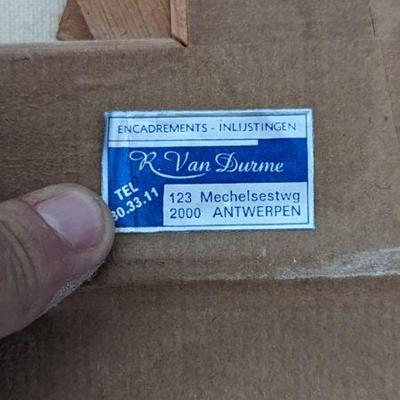 ENCADREMENTS - INLIJSTINGEN
R. Van Durme
TEL
30.33.11
123 Mechelsestwg
2000 ANTWERPEN